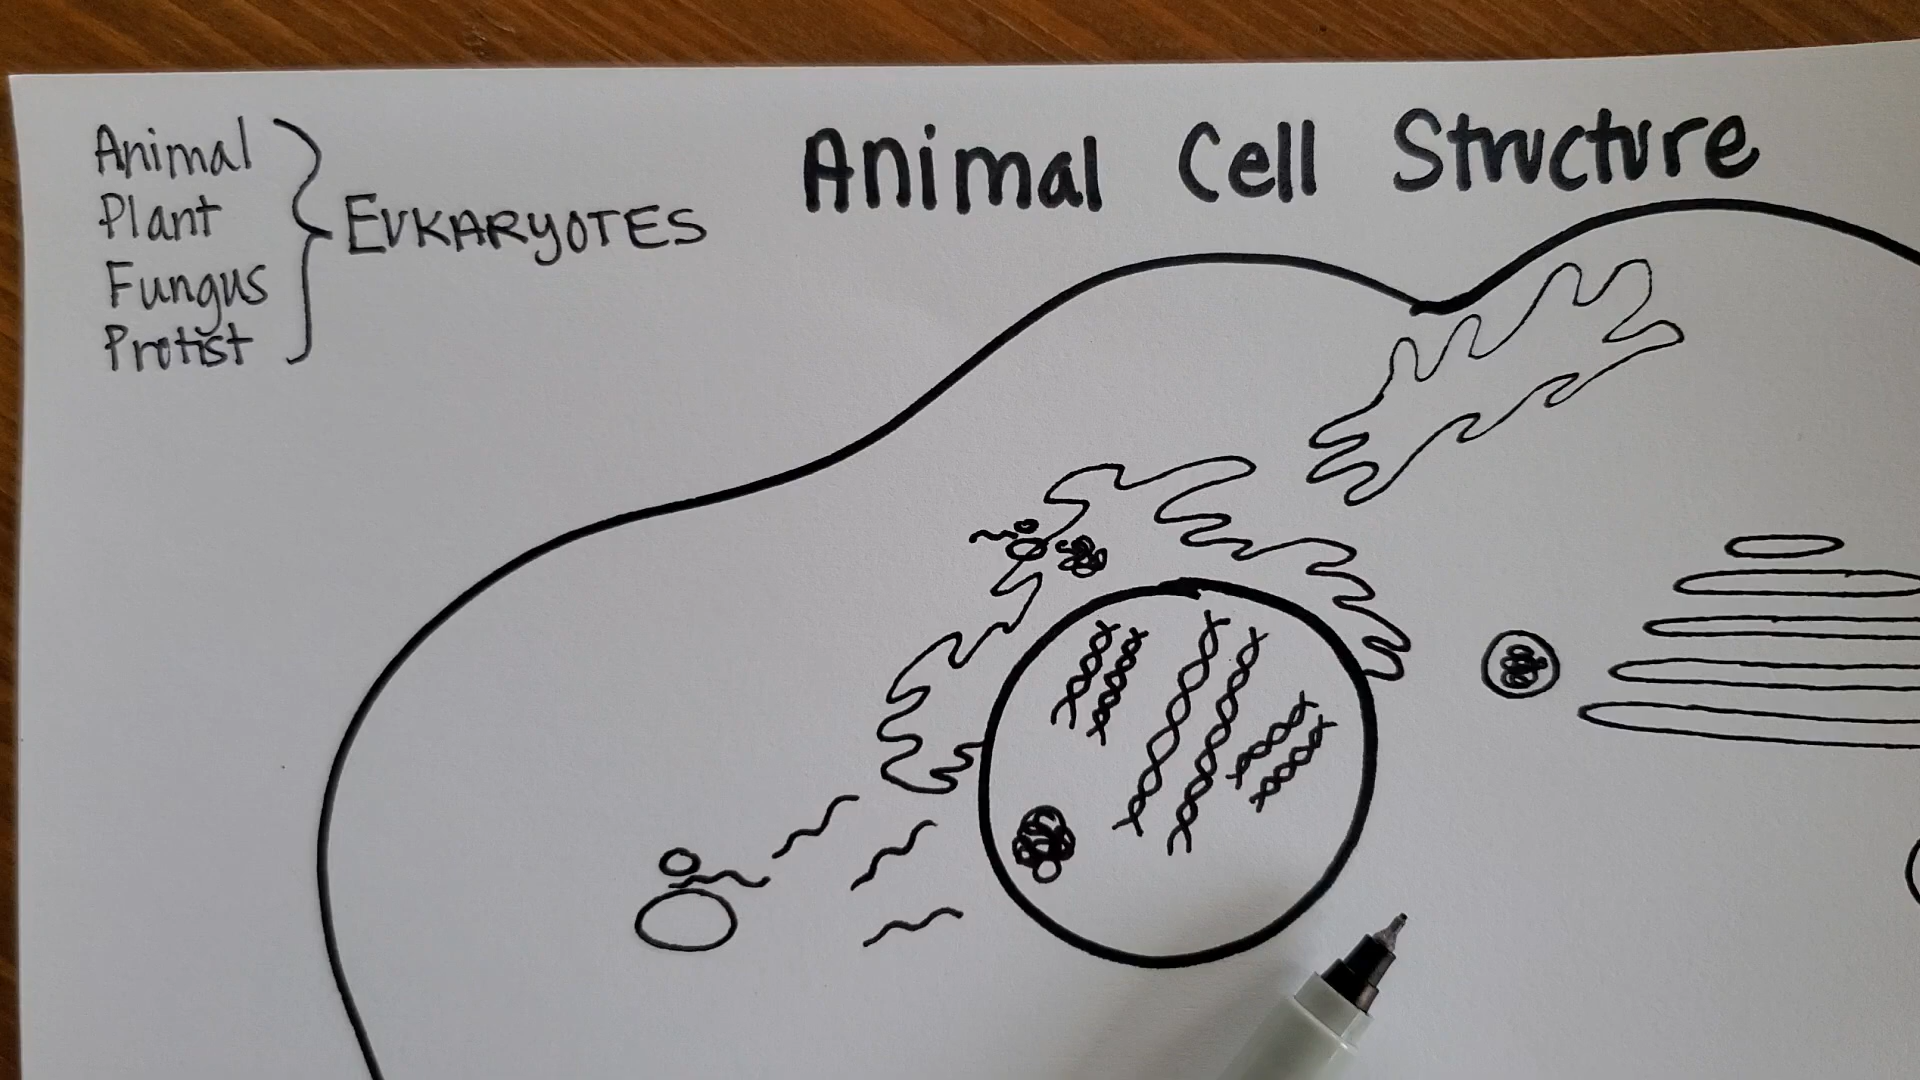 Animal Cell Structure
Animal
Plant
Fungus
Protist
EUKARYOTES